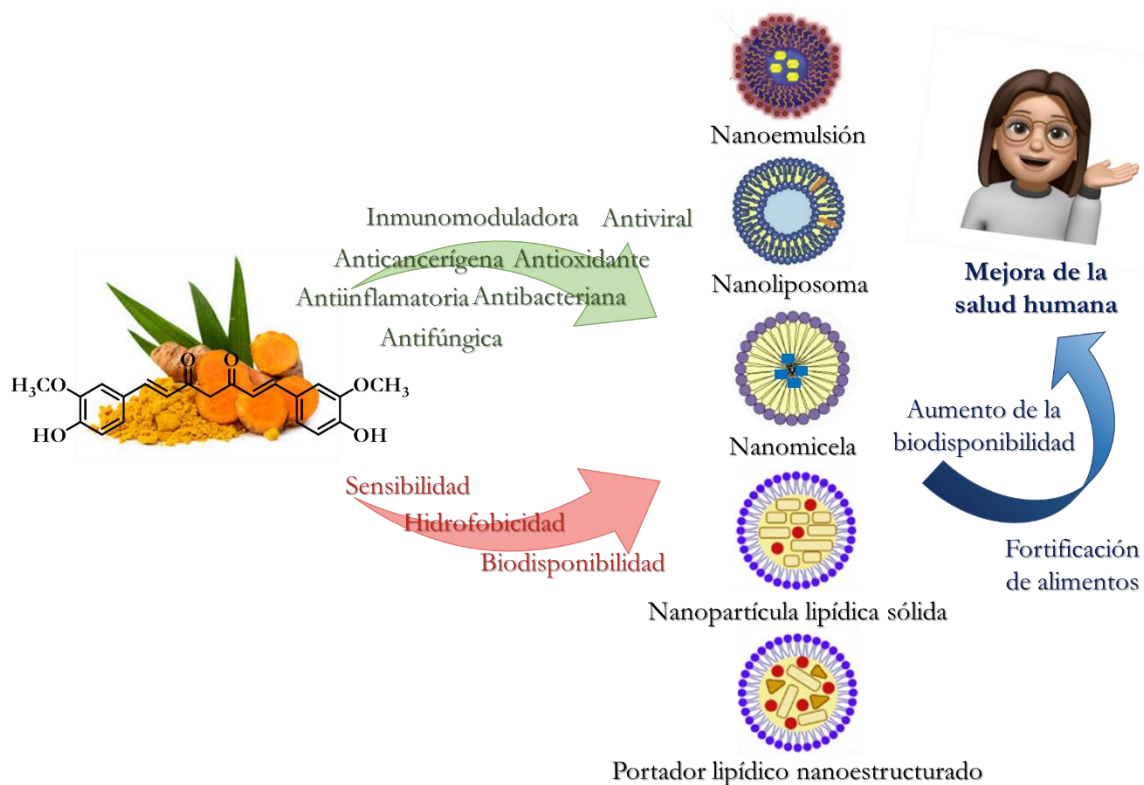 Inmunomoduladora
Antiviral
Anticancerígena
Antioxidante
Antiinflamatoria
Antibacteriana
Antifúngica
H₃CO
O
O
OCH₃
HO
OH
Sensibilidad
Hidrofobicidad
Biodisponibilidad
Nanoemulsión
Nanoliposoma
Nanomicela
Nanopartícula lipídica sólida
Portador lipídico nanoestructurado
Mejora de la
salud humana
Aumento de la
biodisponibilidad
Fortificación
de alimentos